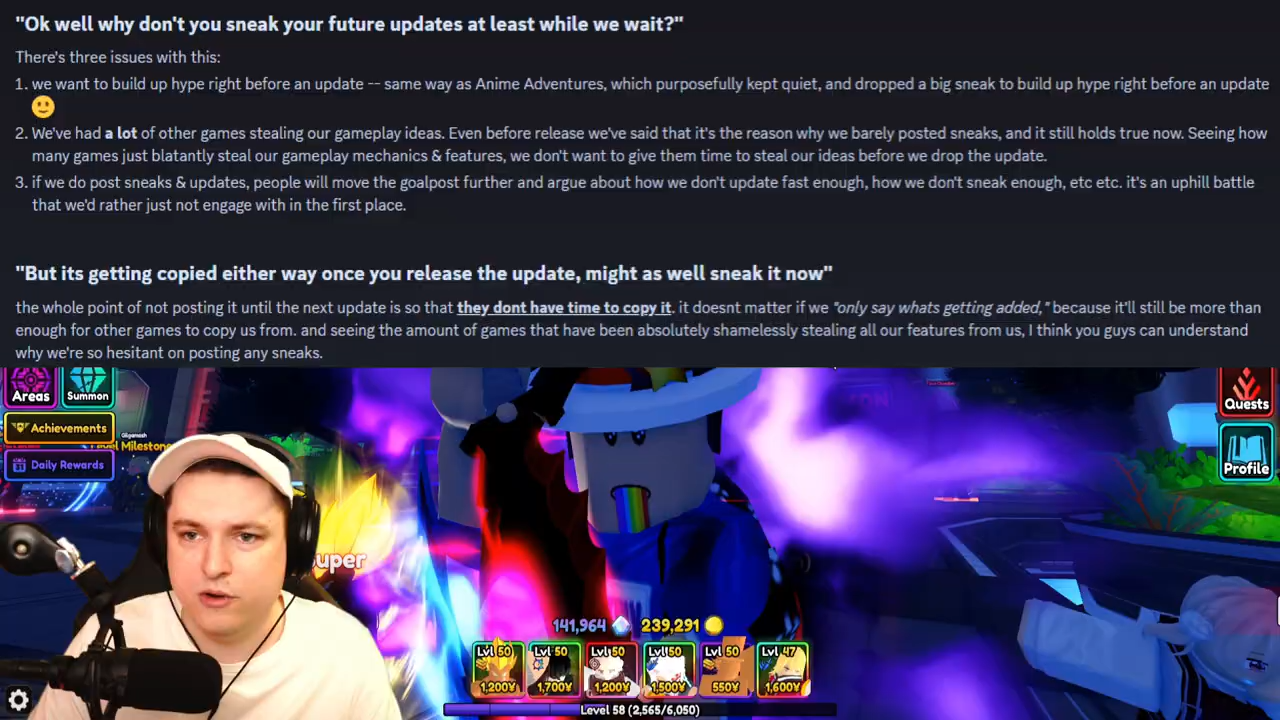 "Ok well why don't you sneak your future updates at least while we wait?"
There's three issues with this:
1. we want to build up hype right before an update -- same way as Anime Adventures, which purposefully kept quiet, and dropped a big sneak to build up hype right before an update
🙂
2. We've had a lot of other games stealing our gameplay ideas. Even before release we've said that it's the reason why we barely posted sneaks, and it still holds true now. Seeing how
many games just blatantly steal our gameplay mechanics & features, we don't want to give them time to steal our ideas before we drop the update.
3. if we do post sneaks & updates, people will move the goalpost further and argue about how we don't update fast enough, how we don't sneak enough, etc etc. it's an uphill battle
that we'd rather just not engage with in the first place.
"But its getting copied either way once you release the update, might as well sneak it now"
the whole point of not posting it until the next update is so that they dont have time to copy it. it doesnt matter if we "only say whats getting added," because it'll still be more than
enough for other games to copy us from. and seeing the amount of games that have been absolutely shamelessly stealing all our features from us, I think you guys can understand
why we're so hesitant on posting any sneaks.
Areas
Summon
Quests
Achievements
Gilgamesh
Milestone
Daily Rewards
Profile
uper
141,964
239,291
Lvl 50
Lvl 50
Lvl 50
Lvl 50
Lvl 50
Lvl 47
1,200¥
1,700¥
1,200¥
1,500¥
550¥
1,600¥
Level 58 (2,565/6,050)